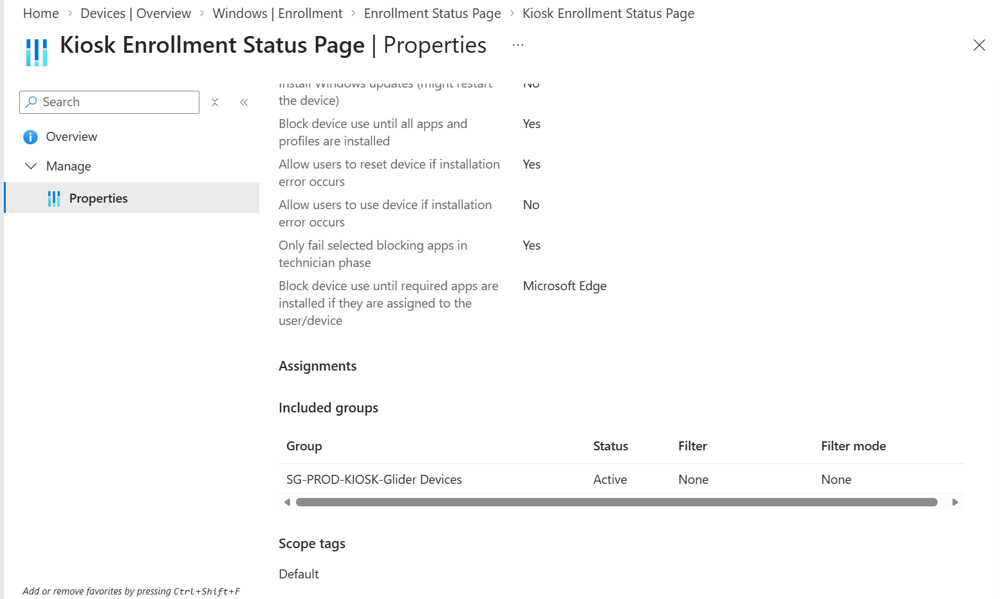 Home > Devices | Overview > Windows | Enrollment > Enrollment Status Page > Kiosk Enrollment Status Page
Kiosk Enrollment Status Page | Properties ...
Search
Overview
Manage
Properties
Install Windows updates (might restart
the device)
No
Block device use until all apps and
profiles are installed
Yes
Allow users to reset device if installation
error occurs
Yes
Allow users to use device if installation
error occurs
No
Only fail selected blocking apps in
technician phase
Yes
Block device use until required apps are
installed if they are assigned to the
user/device
Microsoft Edge
Assignments
Included groups
Group Status Filter Filter mode
SG-PROD-KIOSK-Glider Devices Active None None
Scope tags
Default
Add or remove favorites by pressing Ctrl+Shift+F